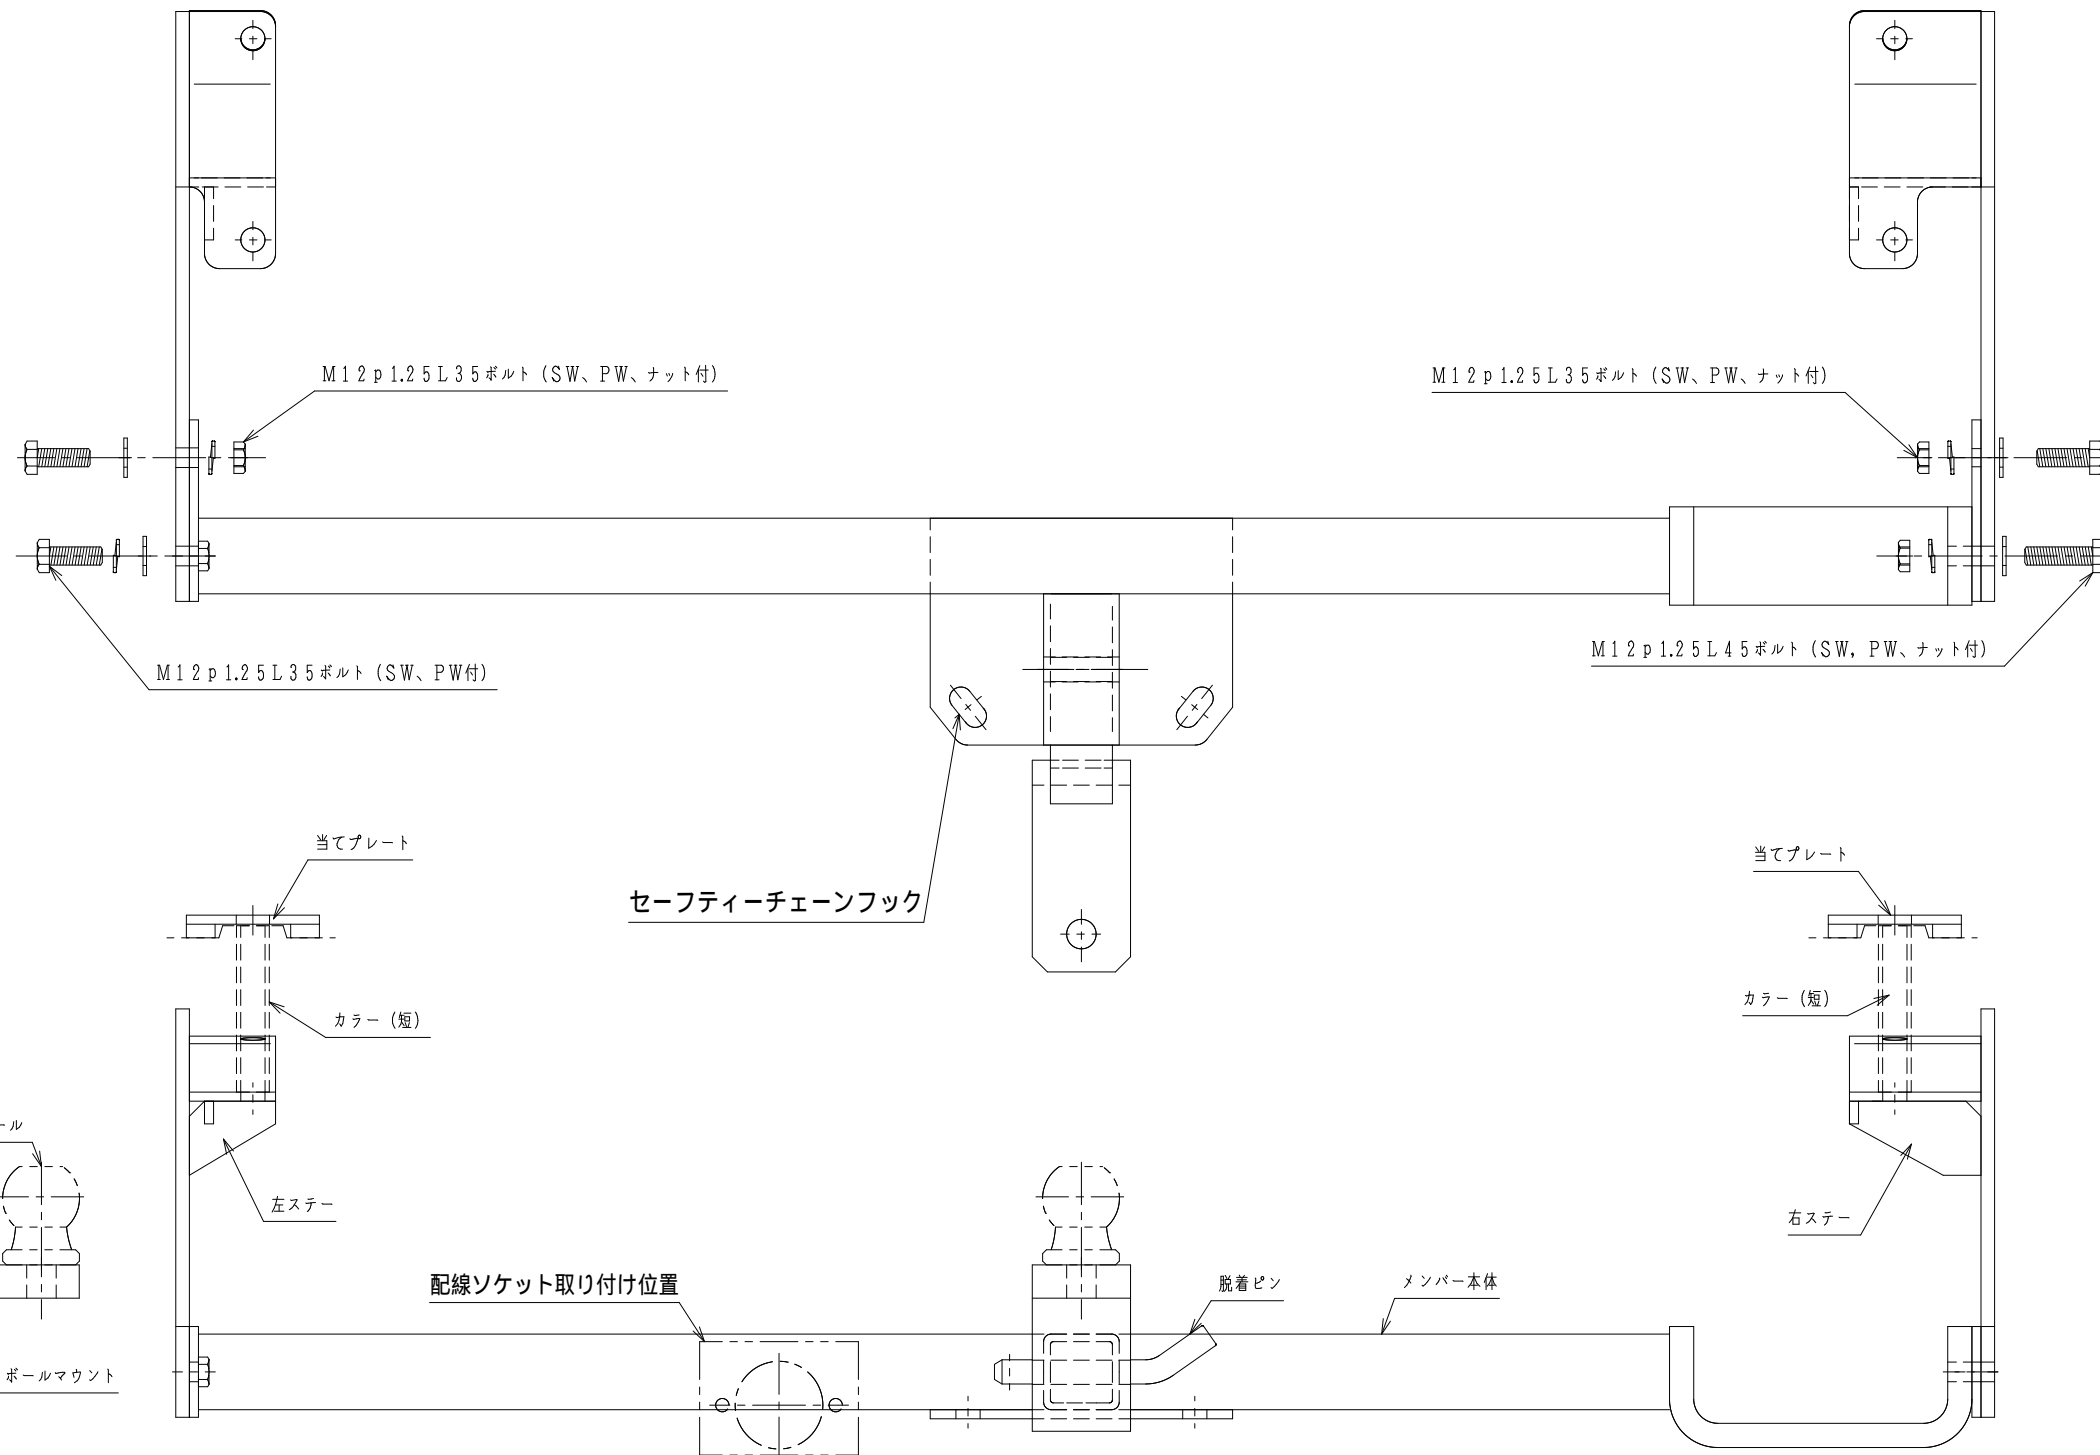 M12p1.25L35ボルト（SW、PW、ナット付）
M12p1.25L35ボルト（SW、PW、ナット付）
M12p1.25L35ボルト（SW、PW付）
M12p1.25L45ボルト（SW, PW、ナット付）
当てプレート
当てプレート
セーフティーチェーンフック
カラー（短）
カラー（短）
ール
左ステー
右ステー
配線ソケット取り付け位置
脱着ピン
メンバー本体
ボールマウント